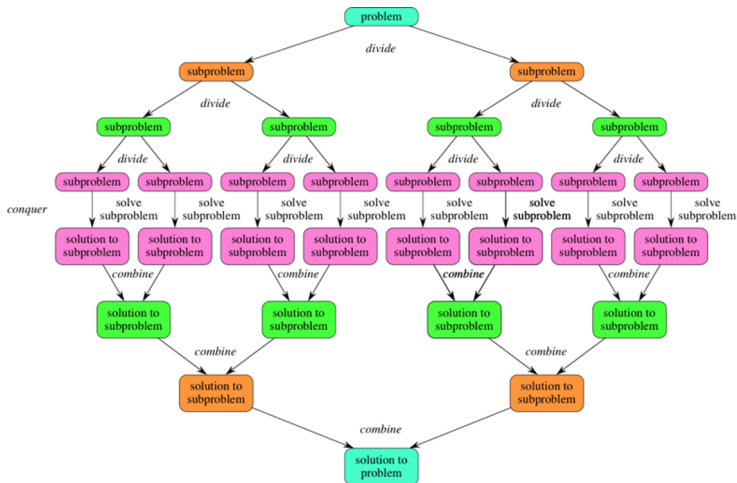 problem
divide
subproblem subproblem
divide divide
subproblem subproblem subproblem subproblem
divide divide divide divide
subproblem subproblem subproblem subproblem subproblem subproblem subproblem subproblem
solve solve solve solve solve solve solve solve
conquer subproblem subproblem subproblem subproblem subproblem subproblem subproblem subproblem
solution to solution to solution to solution to solution to solution to solution to solution to
subproblem subproblem subproblem subproblem subproblem subproblem subproblem subproblem
combine combine combine combine
solution to solution to solution to solution to
subproblem subproblem subproblem subproblem
combine combine
solution to solution to
subproblem subproblem
combine
solution to
problem